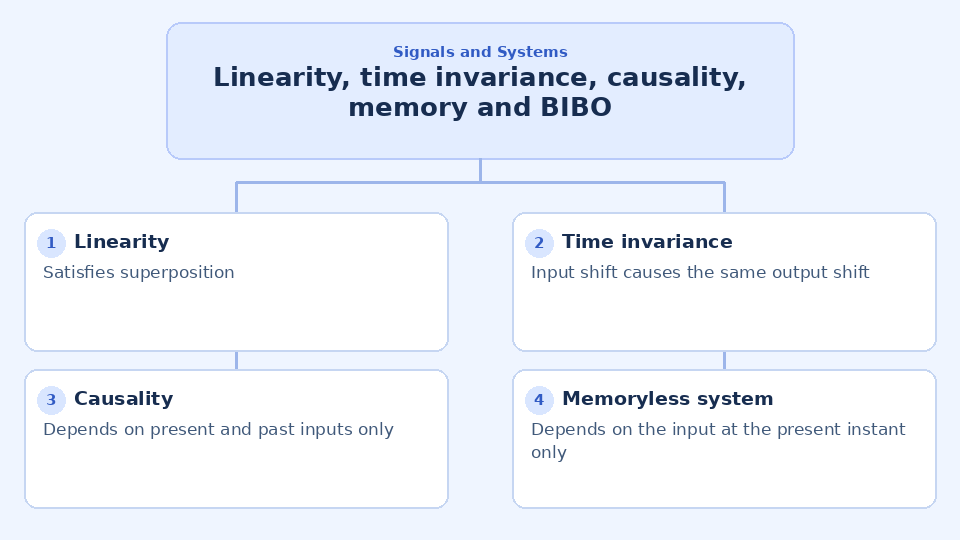 Signals and Systems
Linearity, time invariance, causality,
memory and BIBO
1 Linearity
Satisfies superposition
2 Time invariance
Input shift causes the same output shift
3 Causality
Depends on present and past inputs only
4 Memoryless system
Depends on the input at the present instant
only